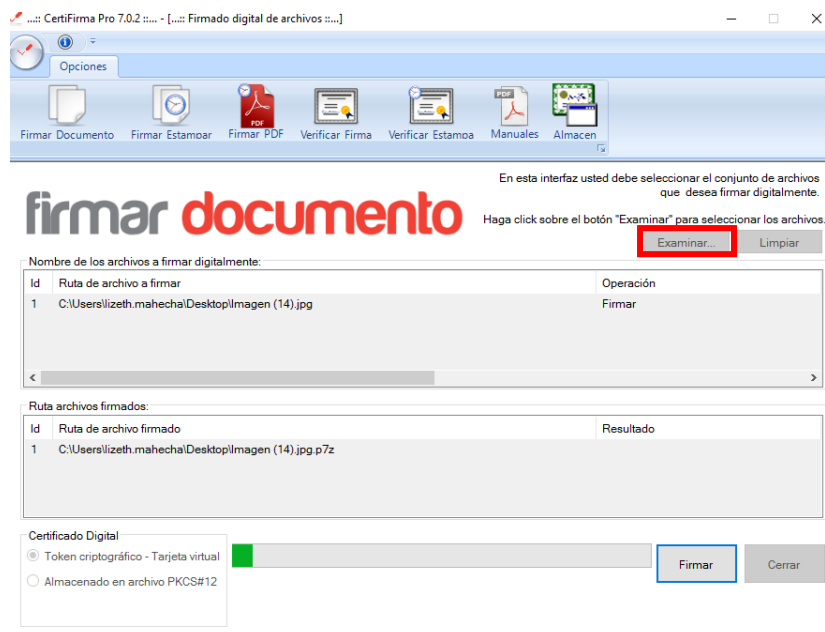 ...:: CertiFirma Pro 7.0.2 ::... - [...:: Firmado digital de archivos ::...]
Opciones
Firmar Documento Firmar Estampar Firmar PDF Verificar Firma Verificar Estampa Manuales Almacen
PDF
PDF
En esta interfaz usted debe seleccionar el conjunto de archivos
que desea firmar digitalmente.
firmar documento
Haga click sobre el botón "Examinar" para seleccionar los archivos.
Examinar... Limpiar
Nombre de los archivos a firmar digitalmente:
Id Ruta de archivo a firmar Operación
1 C:\Users\lizeth.mahecha\Desktop\Imagen (14).jpg Firmar
Ruta archivos firmados:
Id Ruta de archivo firmado Resultado
1 C:\Users\lizeth.mahecha\Desktop\Imagen (14).jpg.p7z
Certificado Digital
Token criptográfico - Tarjeta virtual
Almacenado en archivo PKCS#12
Firmar Cerrar